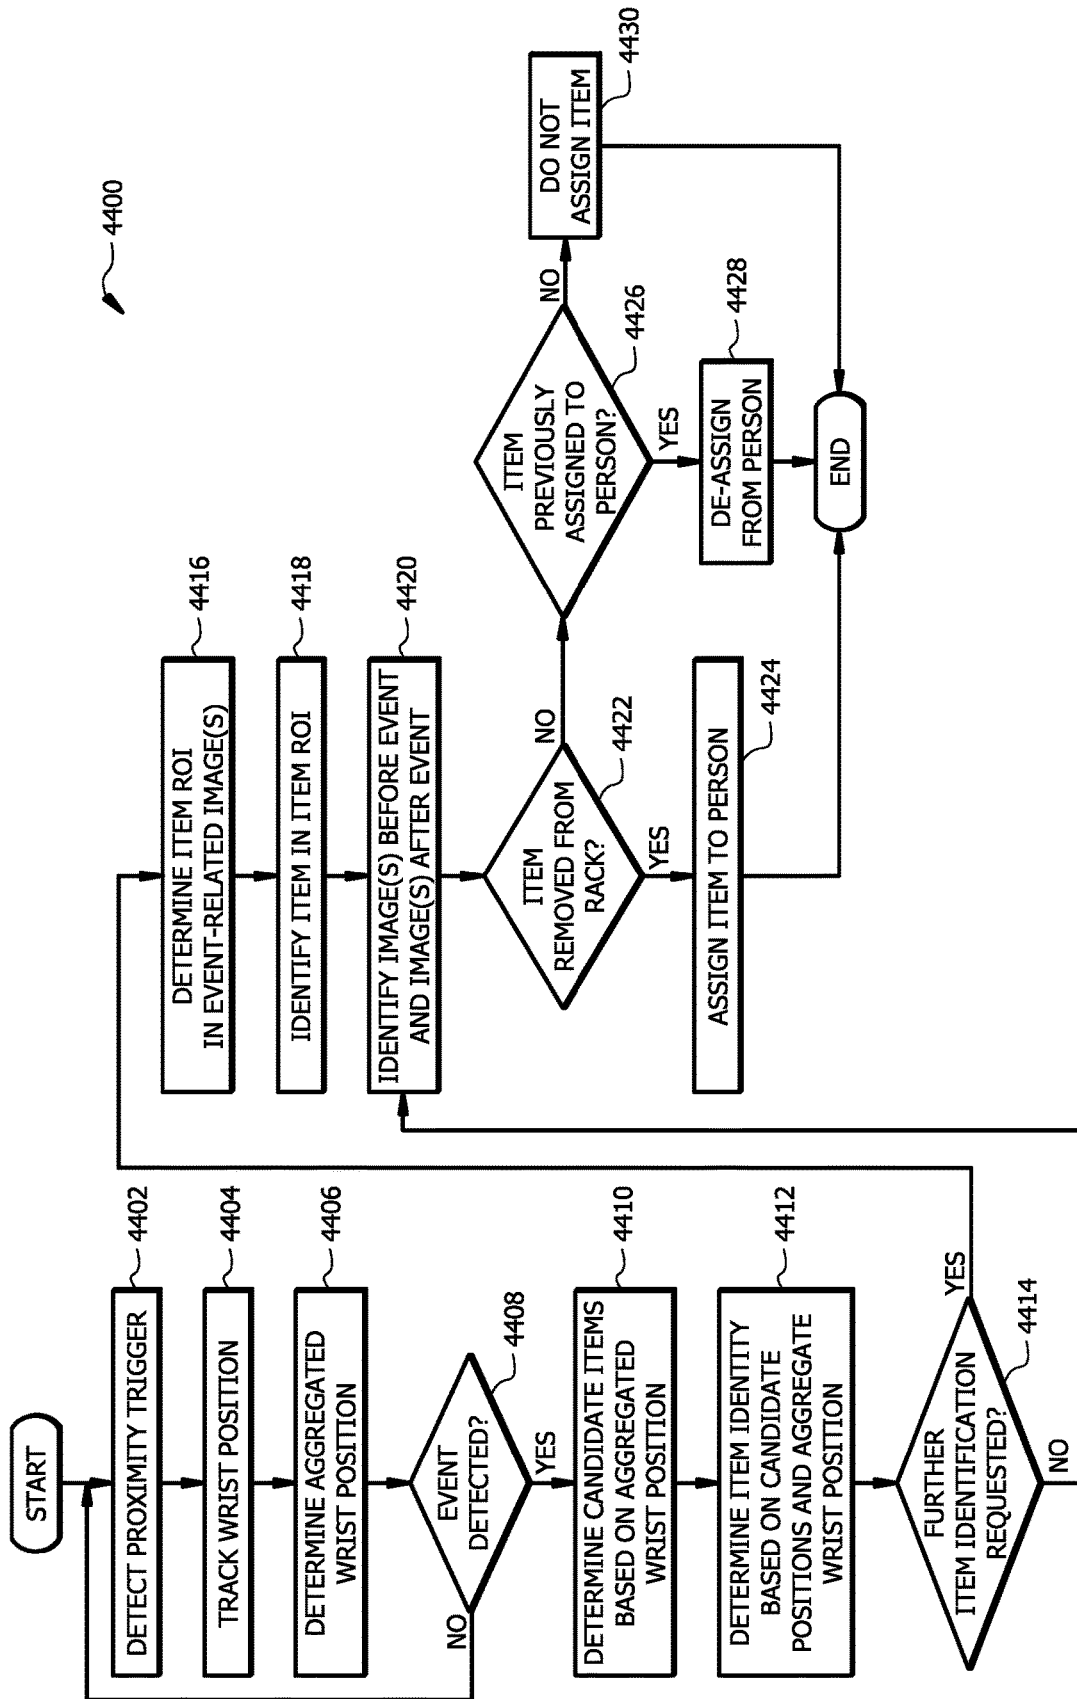 4400
START
DETECT PROXIMITY TRIGGER
4402
TRACK WRIST POSITION
4404
DETERMINE AGGREGATED
WRIST POSITION
4406
EVENT
DETECTED?
4408
NO
YES
DETERMINE CANDIDATE ITEMS
BASED ON AGGREGATED
WRIST POSITION
4410
DETERMINE ITEM IDENTITY
BASED ON CANDIDATE
POSITIONS AND AGGREGATE
WRIST POSITION
4412
FURTHER
ITEM IDENTIFICATION
REQUESTED?
4414
YES
NO
DETERMINE ITEM ROI
IN EVENT-RELATED IMAGE(S)
4416
IDENTIFY ITEM IN ITEM ROI
4418
IDENTIFY IMAGE(S) BEFORE EVENT
AND IMAGE(S) AFTER EVENT
4420
ITEM
REMOVED FROM
RACK?
4422
NO
YES
ASSIGN ITEM TO PERSON
4424
ITEM
PREVIOUSLY
ASSIGNED TO
PERSON?
4426
NO
YES
DE-ASSIGN
FROM PERSON
4428
DO NOT
ASSIGN ITEM
4430
END